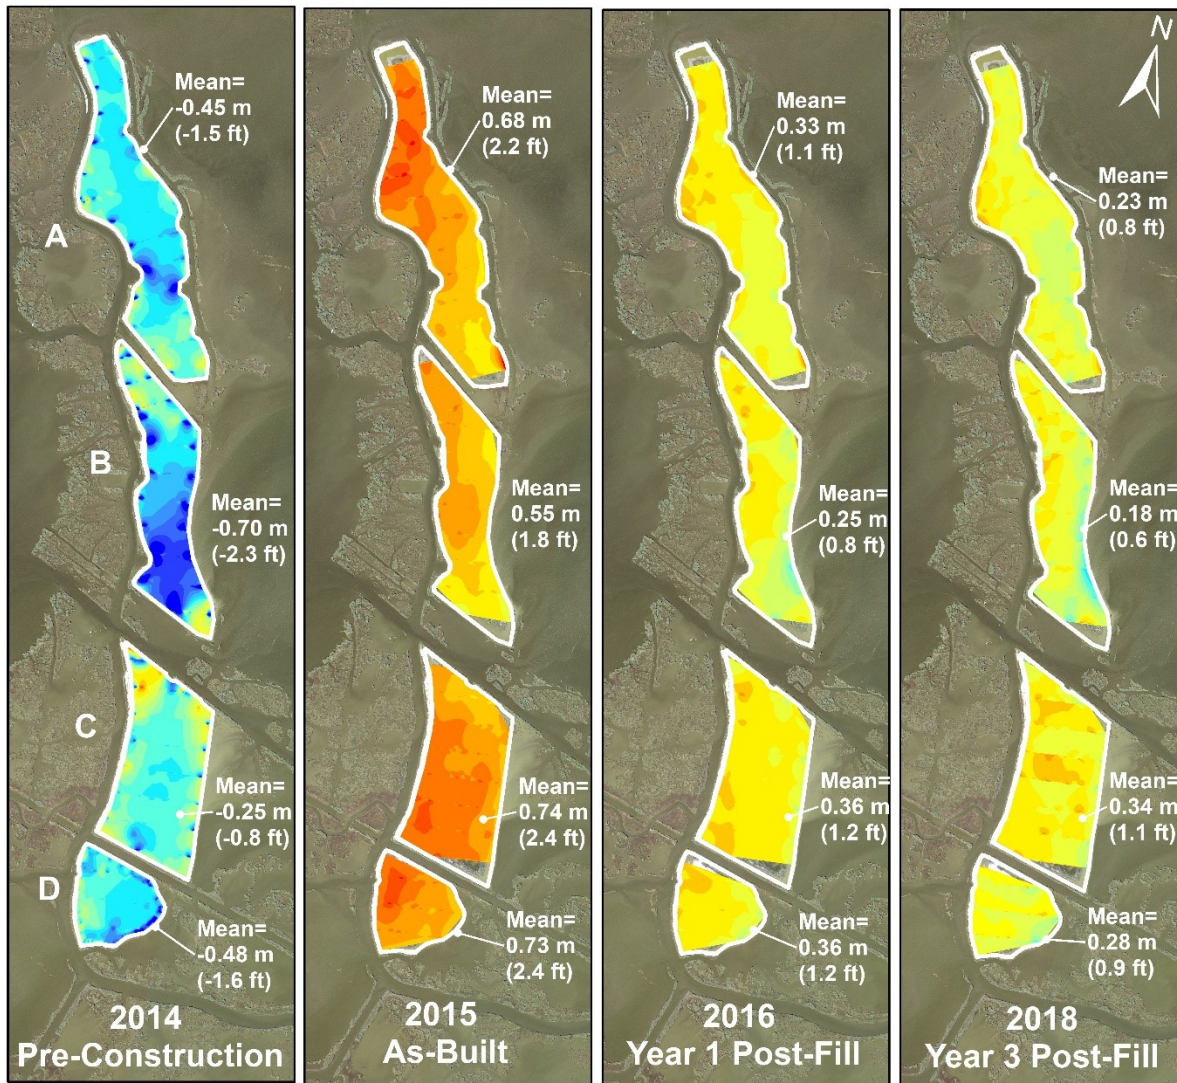 Mean=
-0.45 m
(-1.5 ft)
A
B
Mean=
-0.70 m
(-2.3 ft)
C
Mean=
-0.25 m
(-0.8 ft)
D
Mean=
-0.48 m
(-1.6 ft)
2014
Pre-Construction
Mean=
0.68 m
(2.2 ft)
Mean=
0.55 m
(1.8 ft)
Mean=
0.74 m
(2.4 ft)
Mean=
0.73 m
(2.4 ft)
2015
As-Built
Mean=
0.33 m
(1.1 ft)
Mean=
0.25 m
(0.8 ft)
Mean=
0.36 m
(1.2 ft)
Mean=
0.36 m
(1.2 ft)
2016
Year 1 Post-Fill
N
Mean=
0.23 m
(0.8 ft)
Mean=
0.18 m
(0.6 ft)
Mean=
0.34 m
(1.1 ft)
Mean=
0.28 m
(0.9 ft)
2018
Year 3 Post-Fill